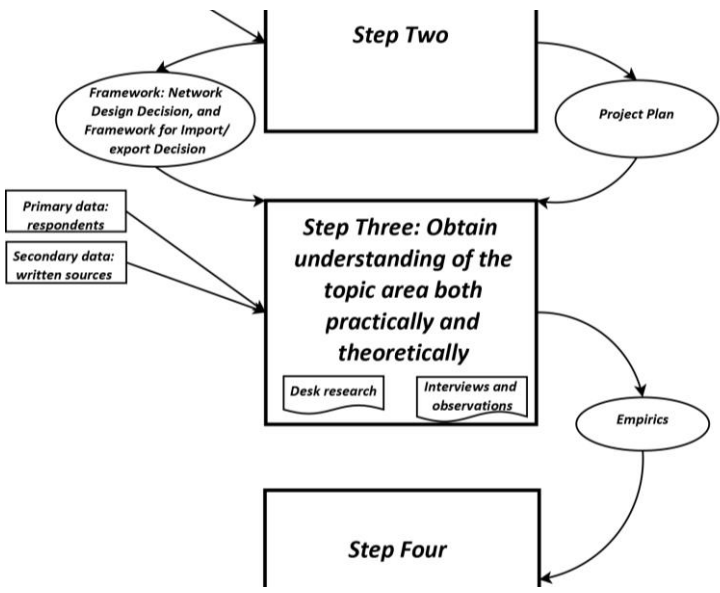 Step Two
Framework: Network
Design Decision, and
Framework for Import/
export Decision
Project Plan
Primary data:
respondents
Secondary data:
written sources
Step Three: Obtain
understanding of the
topic area both
practically and
theoretically
Desk research
Interviews and
observations
Empirics
Step Four